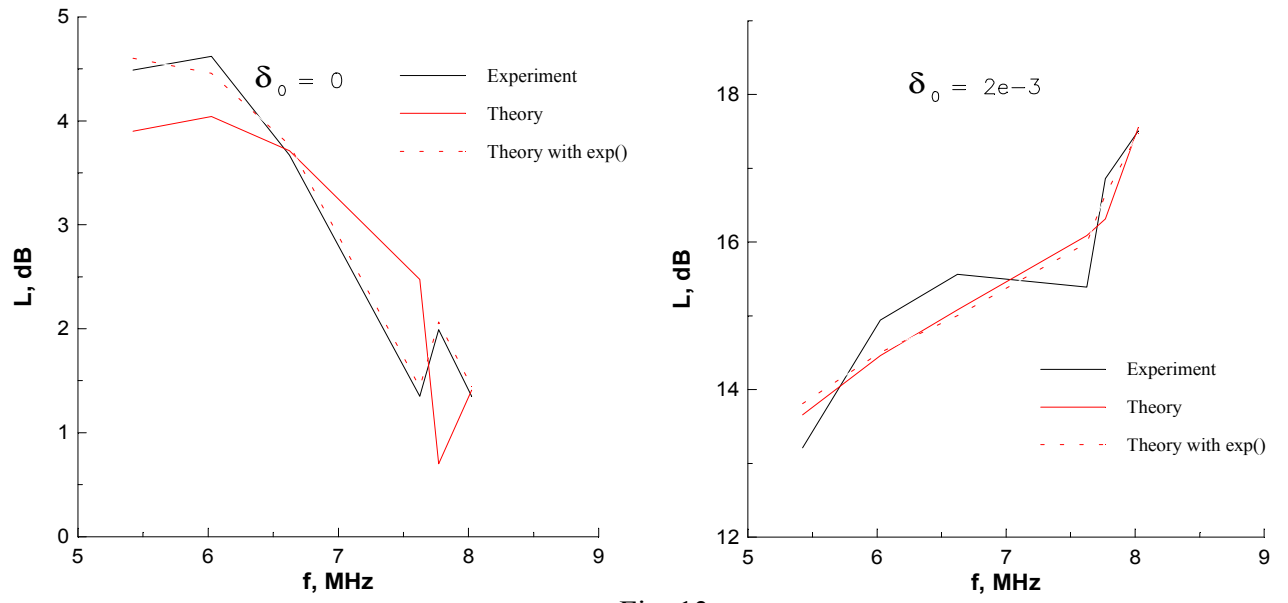 5
4
3
2
1
0
L, dB
5
6
7
8
9
f, MHz
δ0 = 0
Experiment
Theory
Theory with exp()
18
16
14
12
L, dB
5
6
7
8
9
f, MHz
δ0 = 2e-3
Experiment
Theory
Theory with exp()